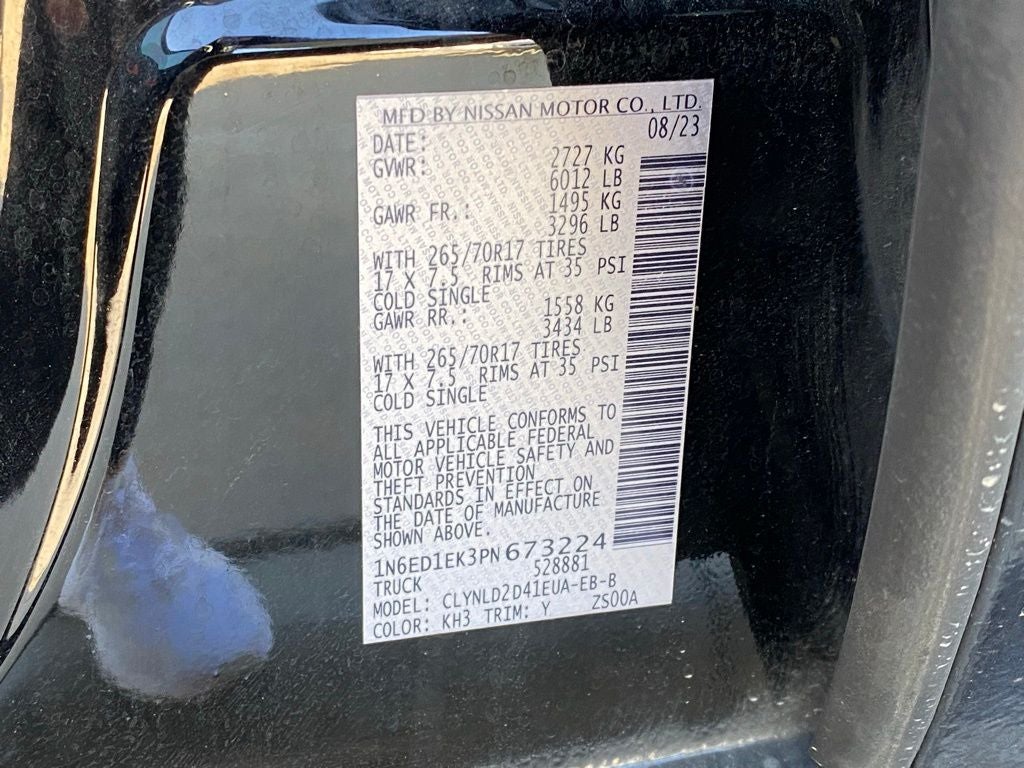 MFD BY NISSAN MOTOR CO., LTD.
DATE: 08/23
GVWR: 2727 KG
6012 LB
GAWR FR.: 1495 KG
3296 LB
WITH 265/70R17 TIRES
17 X 7.5 RIMS AT 35 PSI
COLD SINGLE
GAWR RR.: 1558 KG
3434 LB
WITH 265/70R17 TIRES
17 X 7.5 RIMS AT 35 PSI
COLD SINGLE
THIS VEHICLE CONFORMS TO
ALL APPLICABLE FEDERAL
MOTOR VEHICLE SAFETY AND
THEFT PREVENTION
STANDARDS IN EFFECT ON
THE DATE OF MANUFACTURE
SHOWN ABOVE.
1N6ED1EK3PN 673224
TRUCK 528881
MODEL: CLYNLD2D41EUA-EB-B
COLOR: KH3 TRIM: Y ZS00A